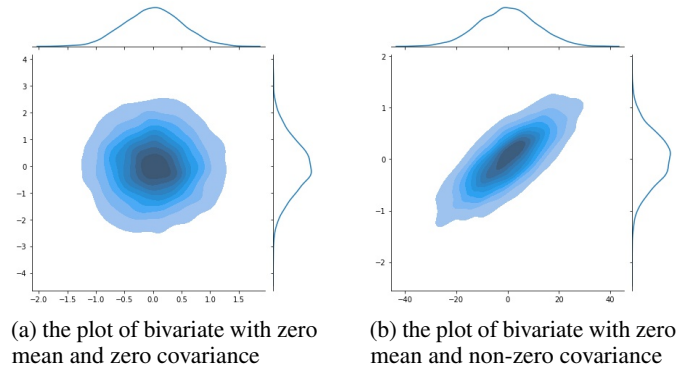 4
3
2
1
0
−1
−2
−3
−4
−2.0 −1.5 −1.0 −0.5 0.0 0.5 1.0 1.5
(a) the plot of bivariate with zero
mean and zero covariance
2
1
0
−1
−2
−40 −20 0 20 40
(b) the plot of bivariate with zero
mean and non-zero covariance